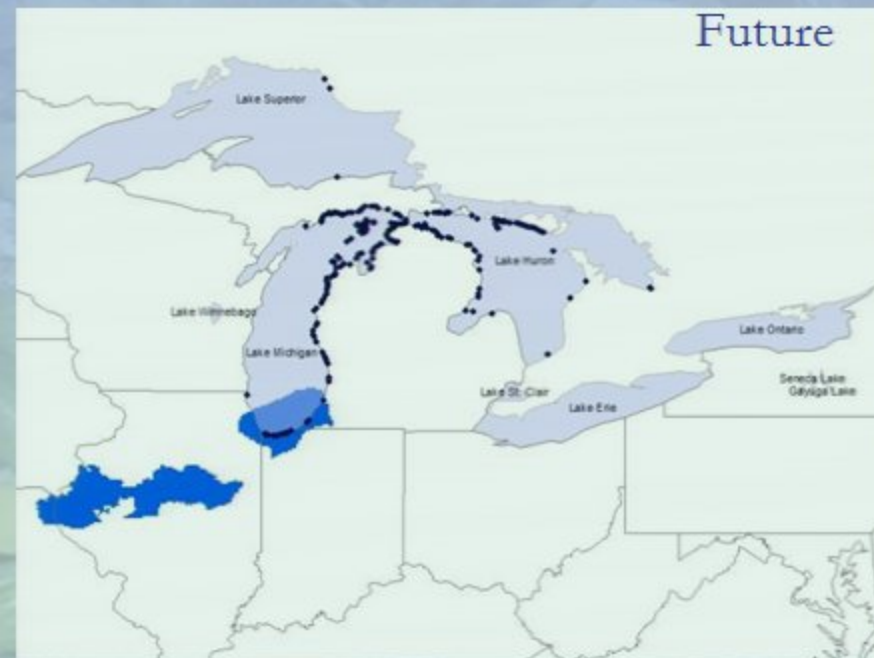 Future
Lake Superior
Lake Huron
Lake Winnebago
Lake Ontario
Lake Michigan
Seneca Lake
Cayuga Lake
Lake St. Clair
Lake Erie